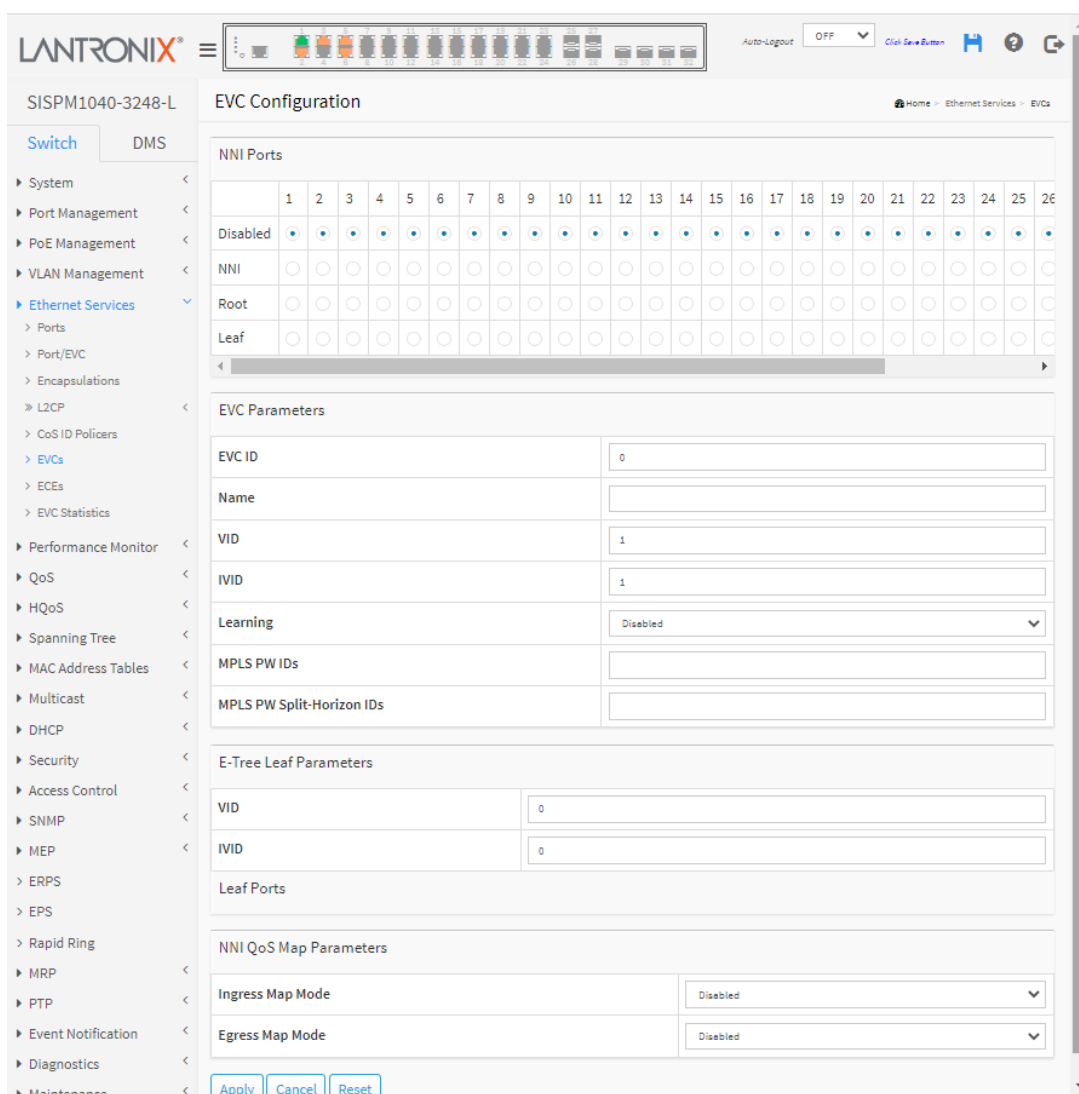 LANTRONIX®
Auto-Logout OFF Click Save Button
SISPM1040-3248-L
Switch DMS
System
Port Management
PoE Management
VLAN Management
Ethernet Services
Ports
Port/EVC
Encapsulations
L2CP
CoS ID Policers
EVCs
ECEs
EVC Statistics
Performance Monitor
QoS
HQoS
Spanning Tree
MAC Address Tables
Multicast
DHCP
Security
Access Control
SNMP
MEP
ERPS
EPS
Rapid Ring
MRP
PTP
Event Notification
Diagnostics
Maintenance
EVC Configuration
Home > Ethernet Services > EVCs
NNI Ports
1 2 3 4 5 6 7 8 9 10 11 12 13 14 15 16 17 18 19 20 21 22 23 24 25 26
Disabled
NNI
Root
Leaf
EVC Parameters
EVC ID 0
Name
VID 1
IVID 1
Learning Disabled
MPLS PW IDs
MPLS PW Split-Horizon IDs
E-Tree Leaf Parameters
VID 0
IVID 0
Leaf Ports
NNI QoS Map Parameters
Ingress Map Mode Disabled
Egress Map Mode Disabled
Apply Cancel Reset